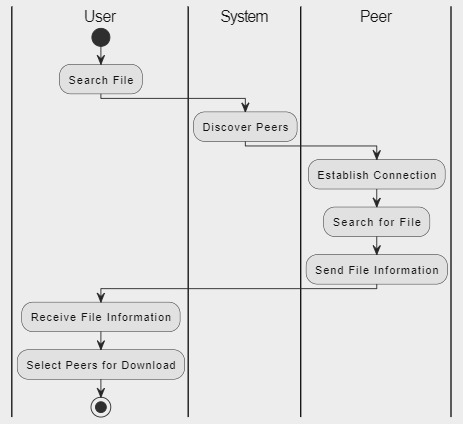 User
System
Peer
Search File
Discover Peers
Establish Connection
Search for File
Send File Information
Receive File Information
Select Peers for Download